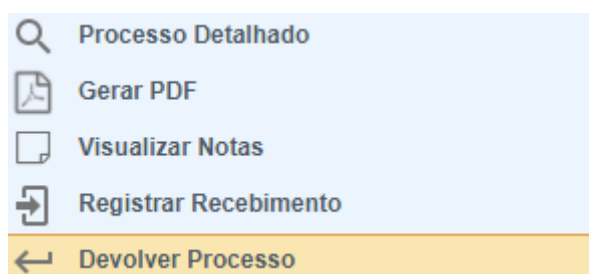 Processo Detalhado
Gerar PDF
Visualizar Notas
Registrar Recebimento
Devolver Processo